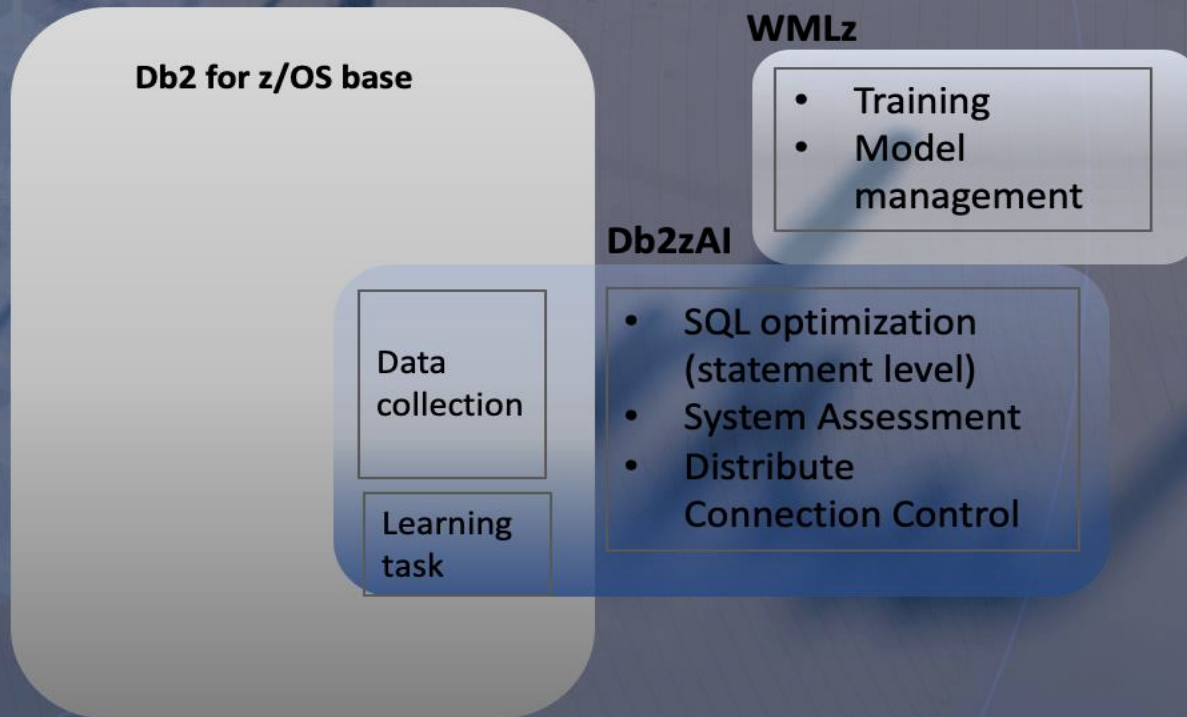 WMLz
Db2 for z/OS base
• Training
• Model
management
Db2zAI
Data
collection
Learning
task
• SQL optimization
(statement level)
• System Assessment
• Distribute
Connection Control